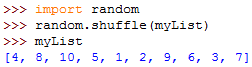 >>> import random
>>> random.shuffle(myList)
>>> myList
[4, 8, 10, 5, 1, 2, 9, 6, 3, 7]